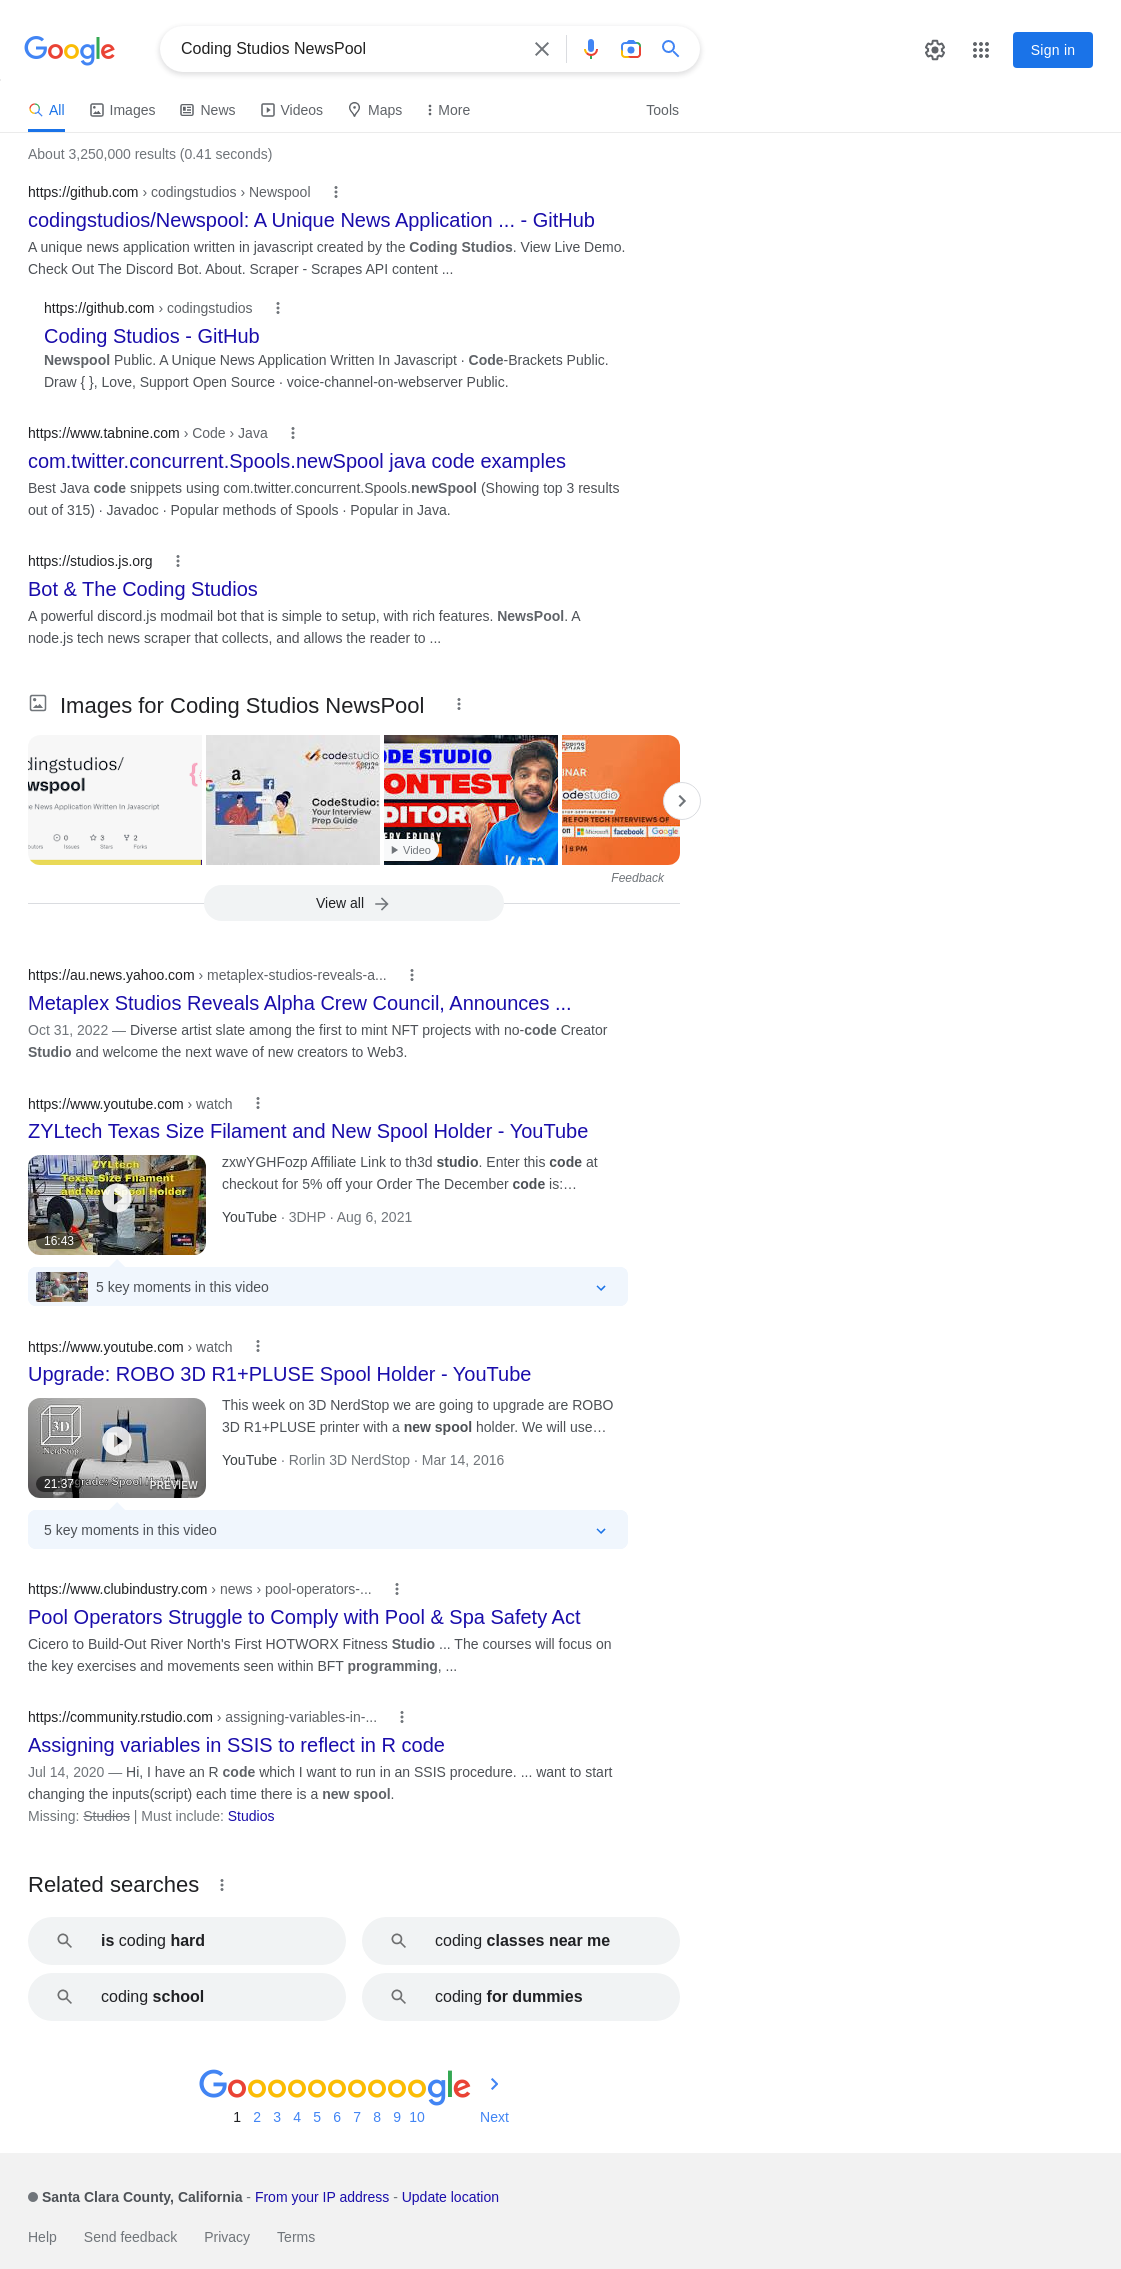 Google
Coding Studios NewsPool
Sign in
All Images News Videos Maps More Tools
About 3,250,000 results (0.41 seconds)
https://github.com › codingstudios › Newspool
codingstudios/Newspool: A Unique News Application ... - GitHub
A unique news application written in javascript created by the Coding Studios. View Live Demo.
Check Out The Discord Bot. About. Scraper - Scrapes API content ...
https://github.com › codingstudios
Coding Studios - GitHub
Newspool Public. A Unique News Application Written In Javascript · Code-Brackets Public.
Draw { }, Love, Support Open Source · voice-channel-on-webserver Public.
https://www.tabnine.com › Code › Java
com.twitter.concurrent.Spools.newSpool java code examples
Best Java code snippets using com.twitter.concurrent.Spools.newSpool (Showing top 3 results
out of 315) · Javadoc · Popular methods of Spools · Popular in Java.
https://studios.js.org
Bot & The Coding Studios
A powerful discord.js modmail bot that is simple to setup, with rich features. NewsPool. A
node.js tech news scraper that collects, and allows the reader to ...
Images for Coding Studios NewsPool
dingstudios/
wspool
e News Application Written In Javascript
0 3 2
Issues Stars Forks
codestudio
CodeStudio:
Your Interview
Prep Guide
ODE STUDIO
ONTEST
DITORIAL
ERY FRIDAY
Video
INAR
odestudio
RE FOR TECH INTERVIEWS OF
on Microsoft facebook Google
| 8 PM
Feedback
View all
https://au.news.yahoo.com › metaplex-studios-reveals-a...
Metaplex Studios Reveals Alpha Crew Council, Announces ...
Oct 31, 2022 — Diverse artist slate among the first to mint NFT projects with no-code Creator
Studio and welcome the next wave of new creators to Web3.
https://www.youtube.com › watch
ZYLtech Texas Size Filament and New Spool Holder - YouTube
ZYLtech
Texas Size Filament
and New Spool Holder
16:43
zxwYGHFozp Affiliate Link to th3d studio. Enter this code at
checkout for 5% off your Order The December code is:…
YouTube · 3DHP · Aug 6, 2021
5 key moments in this video
https://www.youtube.com › watch
Upgrade: ROBO 3D R1+PLUSE Spool Holder - YouTube
3D
NerdStop
21:37
PREVIEW
This week on 3D NerdStop we are going to upgrade are ROBO
3D R1+PLUSE printer with a new spool holder. We will use…
YouTube · Rorlin 3D NerdStop · Mar 14, 2016
5 key moments in this video
https://www.clubindustry.com › news › pool-operators-...
Pool Operators Struggle to Comply with Pool & Spa Safety Act
Cicero to Build-Out River North's First HOTWORX Fitness Studio ... The courses will focus on
the key exercises and movements seen within BFT programming, ...
https://community.rstudio.com › assigning-variables-in-...
Assigning variables in SSIS to reflect in R code
Jul 14, 2020 — Hi, I have an R code which I want to run in an SSIS procedure. ... want to start
changing the inputs(script) each time there is a new spool.
Missing: Studios | Must include: Studios
Related searches
is coding hard
coding classes near me
coding school
coding for dummies
Goooooooooogle
1 2 3 4 5 6 7 8 9 10 Next
Santa Clara County, California - From your IP address - Update location
Help Send feedback Privacy Terms